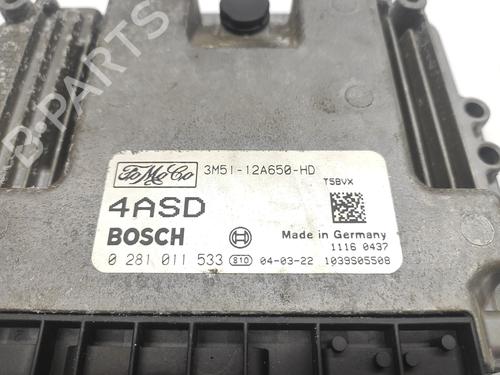 B-PARTS
FoMoCo 3M51-12A650-HD
T5BVX
4ASD
BOSCH Made in Germany
1116 0437
0 281 011 533 810 04-03-22 1039S05508